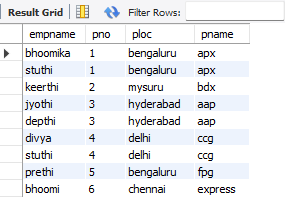 Result Grid Filter Rows:
empname pno ploc pname
bhoomika 1 bengaluru apx
stuthi 1 bengaluru apx
keerthi 2 mysuru bdx
jyothi 3 hyderabad aap
depthi 3 hyderabad aap
divya 4 delhi ccg
stuthi 4 delhi ccg
prethi 5 bengaluru fpg
bhoomi 6 chennai express